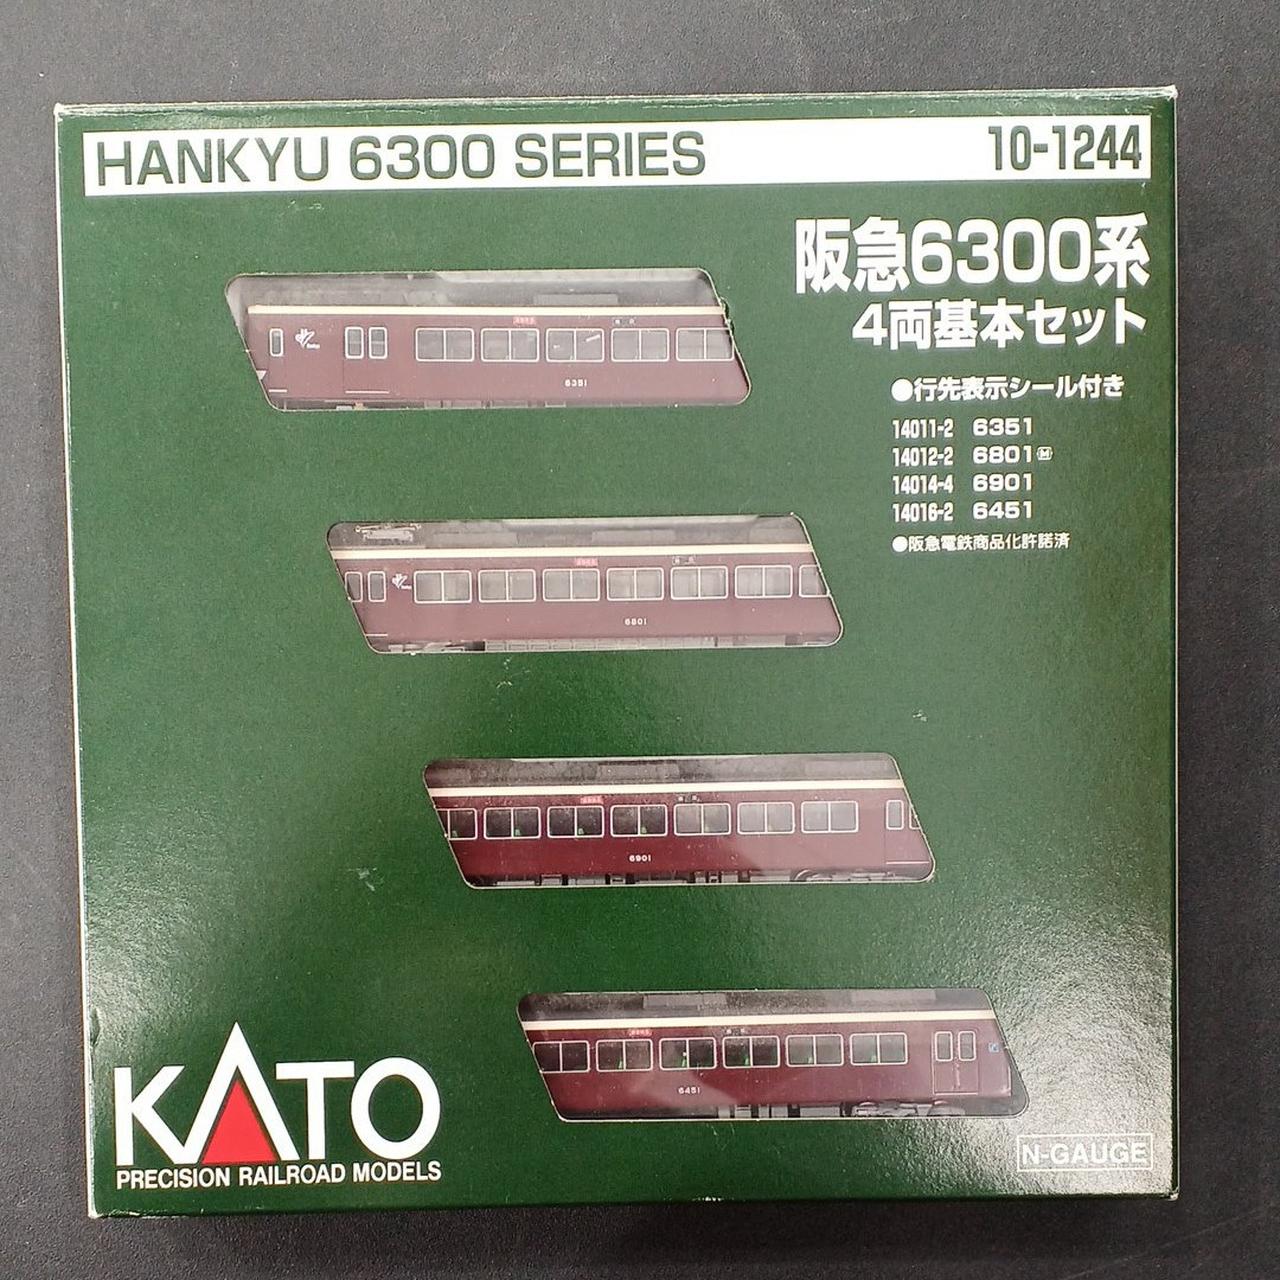 HANKYU 6300 SERIES 10-1244
阪急6300系
4両基本セット
●行先表示シール付き
14011-2 6351
14012-2 6801 M
14014-4 6901
14016-2 6451
●阪急電鉄商品化許諾済
6351
6801
6901
6451
KATO
PRECISION RAILROAD MODELS
N-GAUGE